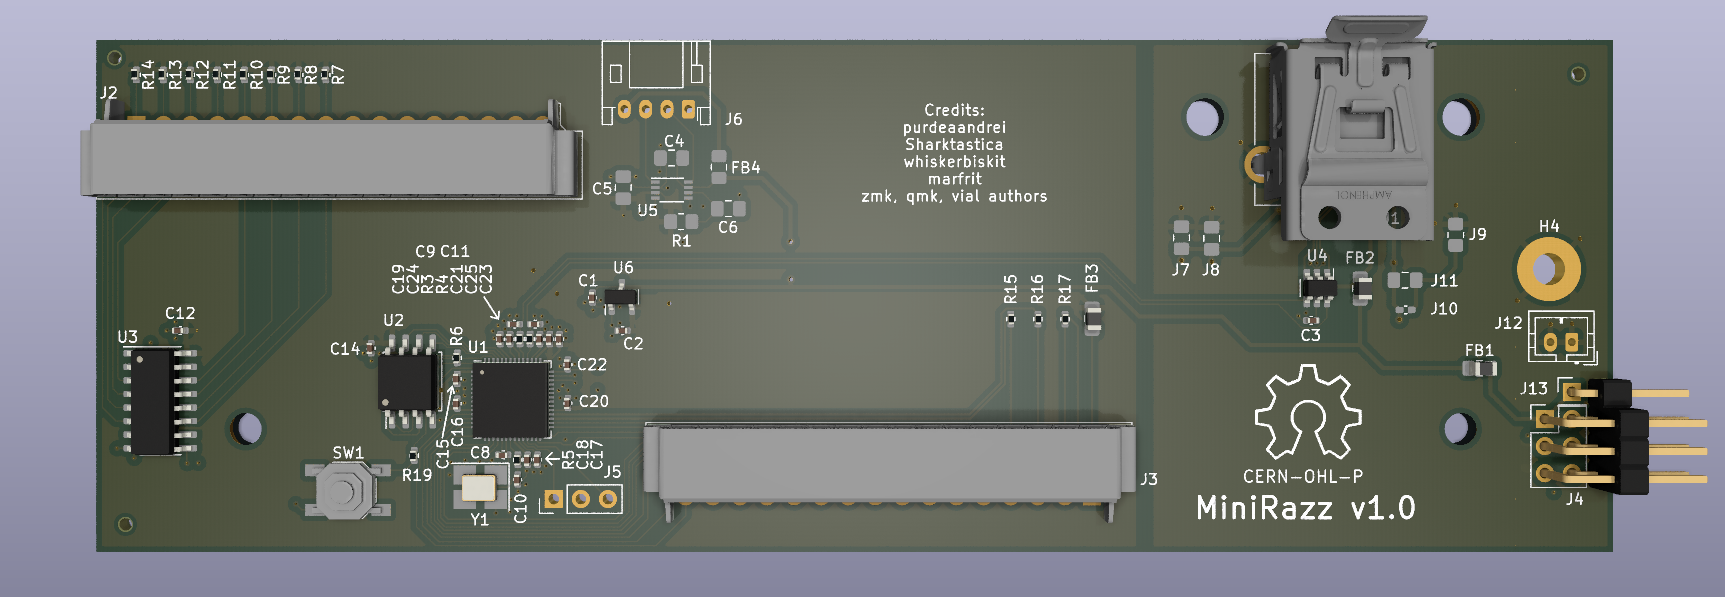 R14
R13
R12
R11
R10
R9
R8
R7
J2
J6
Credits:
purdeaandrei
Sharktastica
whiskerbiskit
marfrit
zmk, qmk, vial authors
C4
FB4
C5
U5
C6
R1
AMPHENOL
1
H4
J7
J8
J9
U4
FB2
J11
J10
C3
J12
FB1
J13
J4
C9 C11
C19
C24
R3
R4
C21
C25
C23
U6
C1
C2
R15
R16
R17
FB3
C12
U3
U2
C14
R6
U1
C22
C20
C15
C16
SW1
R19
C8
R5
C18
C17
J5
C10
Y1
J3
CERN-OHL-P
MiniRazz v1.0